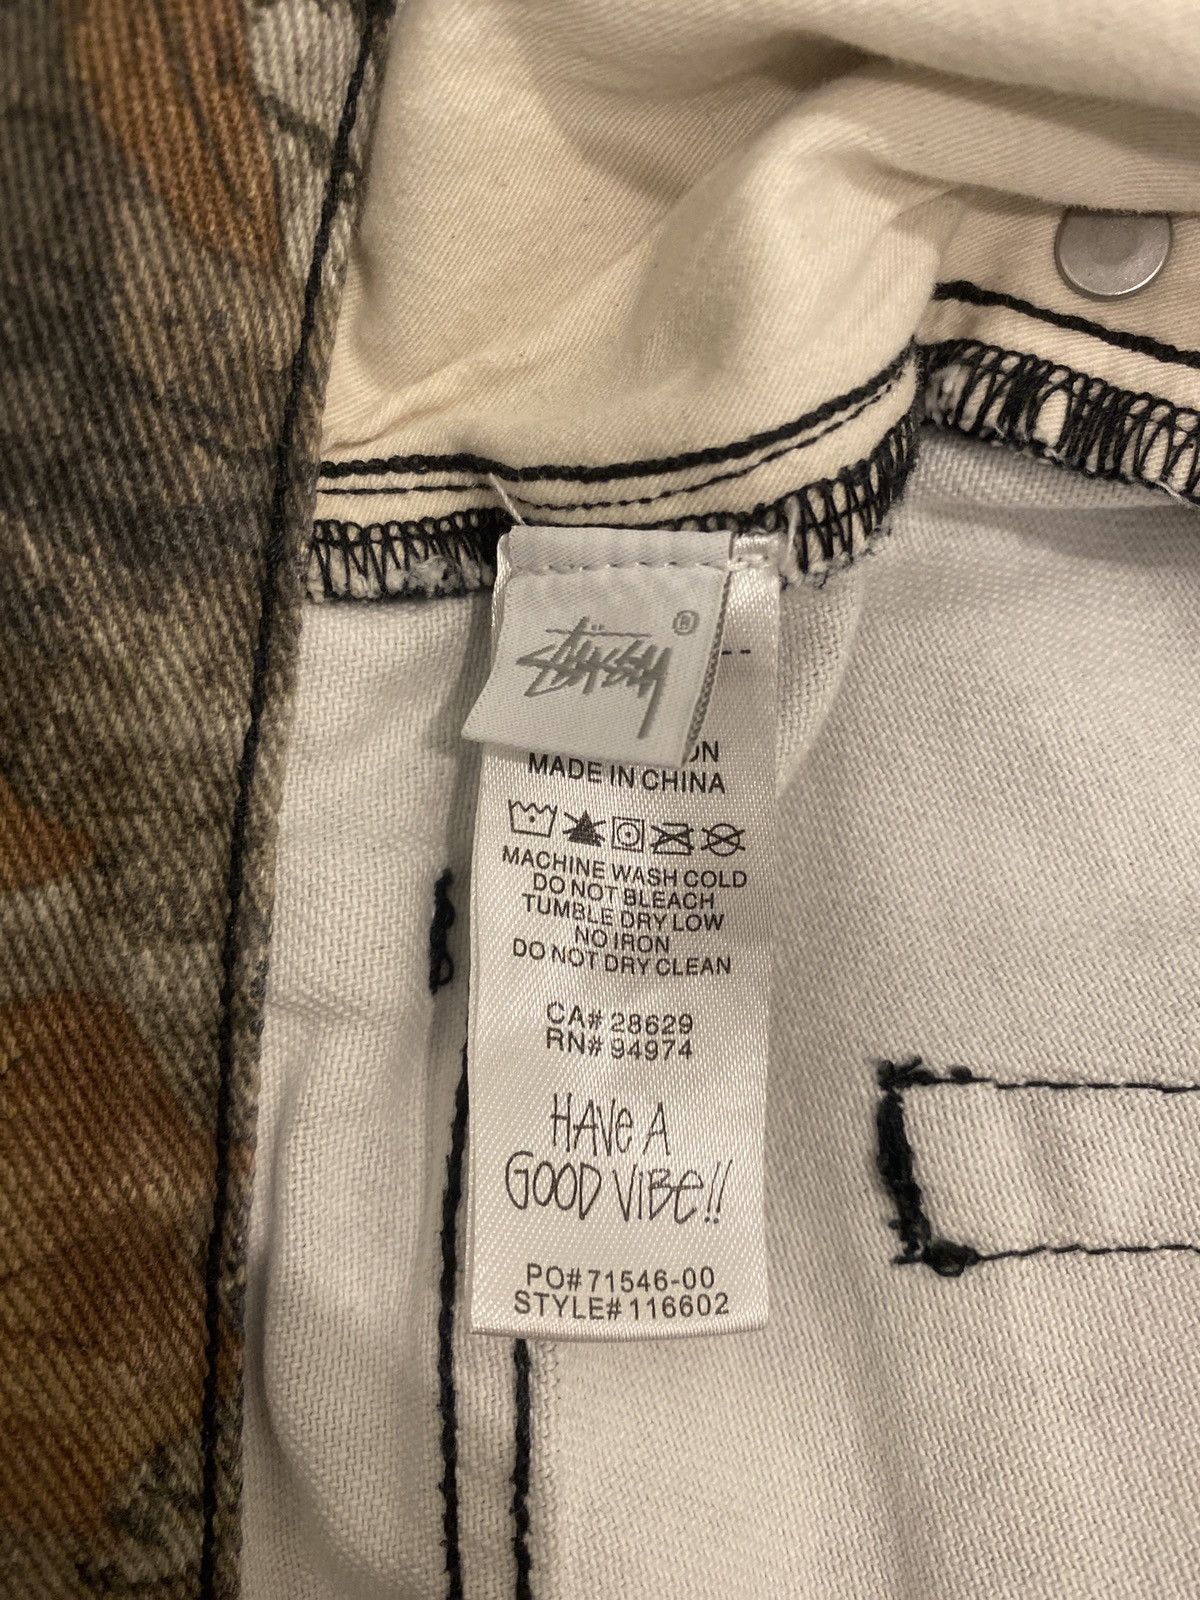 STÜSSY ®
MADE IN CHINA
MACHINE WASH COLD
DO NOT BLEACH
TUMBLE DRY LOW
NO IRON
DO NOT DRY CLEAN
CA# 28629
RN# 94974
HAVE A
GOOD VIBE!!
PO# 71546-00
STYLE# 116602